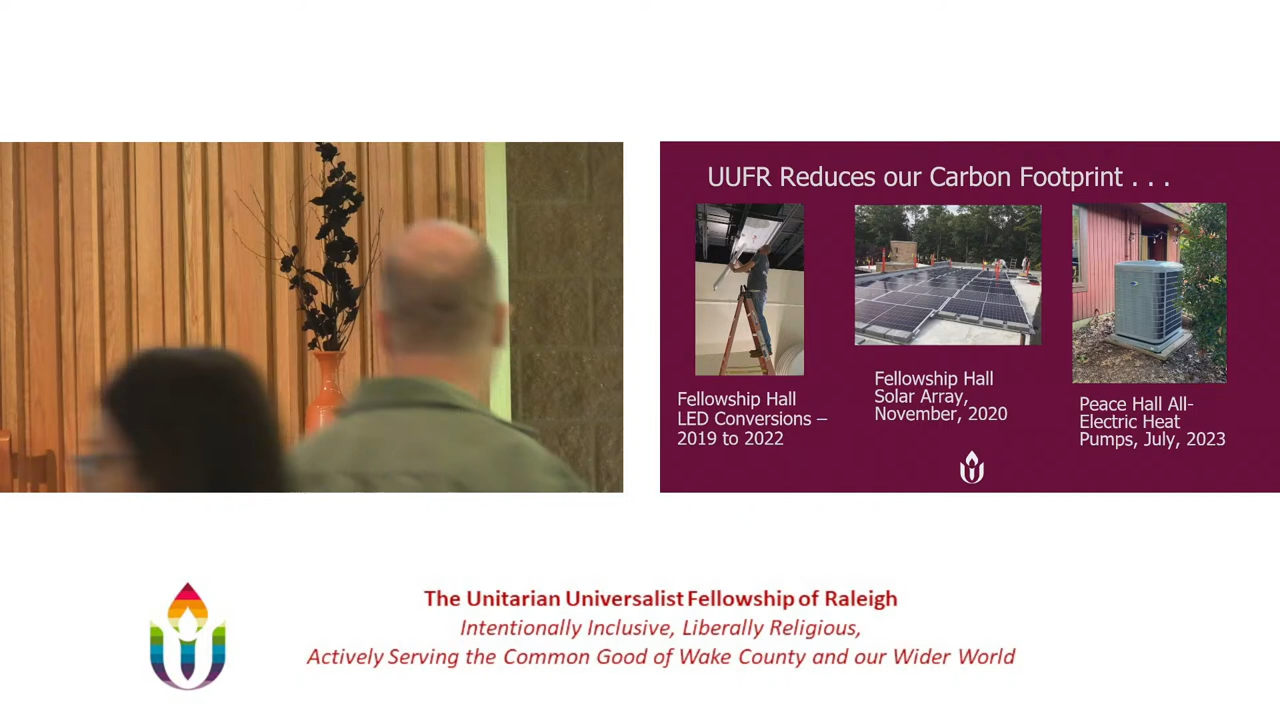 UUFR Reduces our Carbon Footprint . . .
Fellowship Hall
LED Conversions –
2019 to 2022
Fellowship Hall
Solar Array,
November, 2020
Peace Hall All-
Electric Heat
Pumps, July, 2023
The Unitarian Universalist Fellowship of Raleigh
Intentionally Inclusive, Liberally Religious,
Actively Serving the Common Good of Wake County and our Wider World